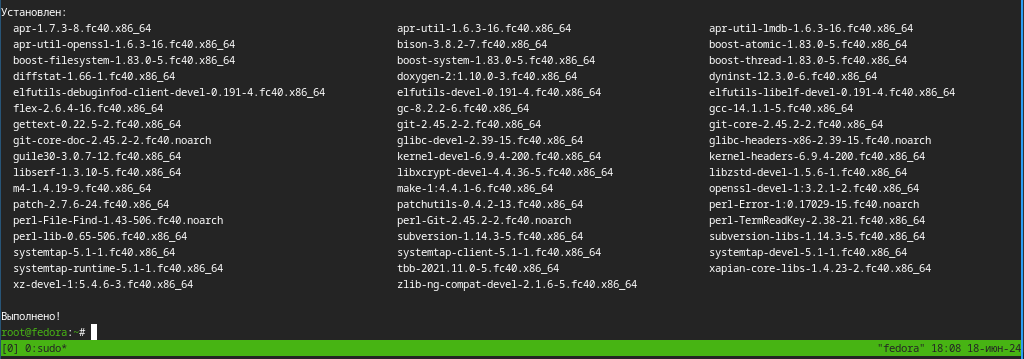 Установлен:
apr-1.7.3-8.fc40.x86_64 apr-util-1.6.3-16.fc40.x86_64 apr-util-lmdb-1.6.3-16.fc40.x86_64
apr-util-openssl-1.6.3-16.fc40.x86_64 bison-3.8.2-7.fc40.x86_64 boost-atomic-1.83.0-5.fc40.x86_64
boost-filesystem-1.83.0-5.fc40.x86_64 boost-system-1.83.0-5.fc40.x86_64 boost-thread-1.83.0-5.fc40.x86_64
diffstat-1.66-1.fc40.x86_64 doxygen-2:1.10.0-3.fc40.x86_64 dyninst-12.3.0-6.fc40.x86_64
elfutils-debuginfod-client-devel-0.191-4.fc40.x86_64 elfutils-devel-0.191-4.fc40.x86_64 elfutils-libelf-devel-0.191-4.fc40.x86_64
flex-2.6.4-16.fc40.x86_64 gc-8.2.2-6.fc40.x86_64 gcc-14.1.1-5.fc40.x86_64
gettext-0.22.5-2.fc40.x86_64 git-2.45.2-2.fc40.x86_64 git-core-2.45.2-2.fc40.x86_64
git-core-doc-2.45.2-2.fc40.noarch glibc-devel-2.39-15.fc40.x86_64 glibc-headers-x86-2.39-15.fc40.noarch
guile30-3.0.7-12.fc40.x86_64 kernel-devel-6.9.4-200.fc40.x86_64 kernel-headers-6.9.4-200.fc40.x86_64
libserf-1.3.10-5.fc40.x86_64 libxcrypt-devel-4.4.36-5.fc40.x86_64 libzstd-devel-1.5.6-1.fc40.x86_64
m4-1.4.19-9.fc40.x86_64 make-1:4.4.1-6.fc40.x86_64 openssl-devel-1:3.2.1-2.fc40.x86_64
patch-2.7.6-24.fc40.x86_64 patchutils-0.4.2-13.fc40.x86_64 perl-Error-1:0.17029-15.fc40.noarch
perl-File-Find-1.43-506.fc40.noarch perl-Git-2.45.2-2.fc40.noarch perl-TermReadKey-2.38-21.fc40.x86_64
perl-lib-0.65-506.fc40.x86_64 subversion-1.14.3-5.fc40.x86_64 subversion-libs-1.14.3-5.fc40.x86_64
systemtap-5.1-1.fc40.x86_64 systemtap-client-5.1-1.fc40.x86_64 systemtap-devel-5.1-1.fc40.x86_64
systemtap-runtime-5.1-1.fc40.x86_64 tbb-2021.11.0-5.fc40.x86_64 xapian-core-libs-1.4.23-2.fc40.x86_64
xz-devel-1:5.4.6-3.fc40.x86_64 zlib-ng-compat-devel-2.1.6-5.fc40.x86_64
Выполнено!
root@fedora:~#
[0] 0:sudo* "fedora" 18:08 18-июн-24